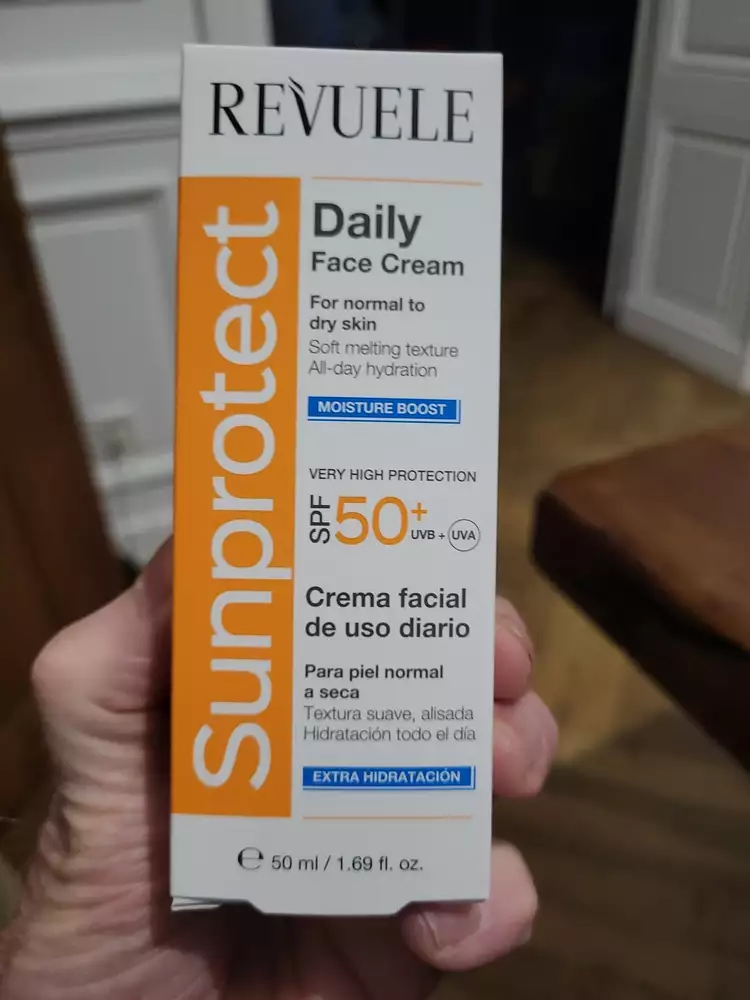 REVUELE
Sunprotect
Daily
Face Cream
For normal to
dry skin
Soft melting texture
All-day hydration
MOISTURE BOOST
VERY HIGH PROTECTION
SPF 50+ UVB + UVA
Crema facial
de uso diario
Para piel normal
a seca
Textura suave, alisada
Hidratación todo el día
EXTRA HIDRATACIÓN
℮ 50 ml / 1.69 fl. oz.